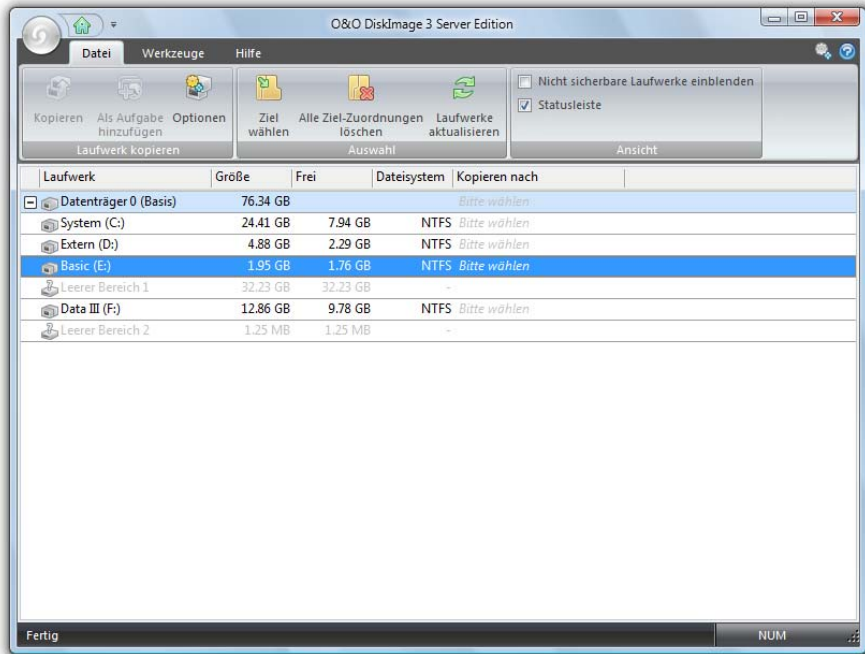 O&O DiskImage 3 Server Edition
Datei Werkzeuge Hilfe
Kopieren Als Aufgabe hinzufügen Optionen
Laufwerk kopieren
Ziel wählen Alle Ziel-Zuordnungen löschen Laufwerke aktualisieren
Auswahl
Nicht sicherbare Laufwerke einblenden
Statusleiste
Ansicht
Laufwerk Größe Frei Dateisystem Kopieren nach
Datenträger 0 (Basis) 76.34 GB Bitte wählen
System (C:) 24.41 GB 7.94 GB NTFS Bitte wählen
Extern (D:) 4.88 GB 2.29 GB NTFS Bitte wählen
Basic (E:) 1.95 GB 1.76 GB NTFS Bitte wählen
Leerer Bereich 1 32.23 GB 32.23 GB -
Data III (F:) 12.86 GB 9.78 GB NTFS Bitte wählen
Leerer Bereich 2 1.25 MB 1.25 MB -
Fertig NUM